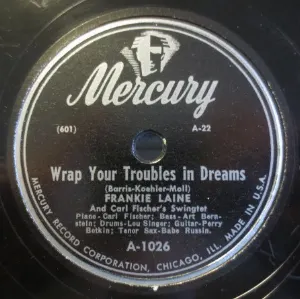 F
Mercury
(601)
A-22
Wrap Your Troubles in Dreams
(Barris-Koehler-Moll)
FRANKIE LAINE
And Carl Fischer's Swingtet
Piano-Carl Fischer; Bass-Art Bern-
stein; Drums-Lou Singer; Guitar-Perry
Botkin; Tenor Sax-Babe Russin.
A-1026
MERCURY RECORD CORPORATION, CHICAGO, ILL. MADE IN U.S.A.